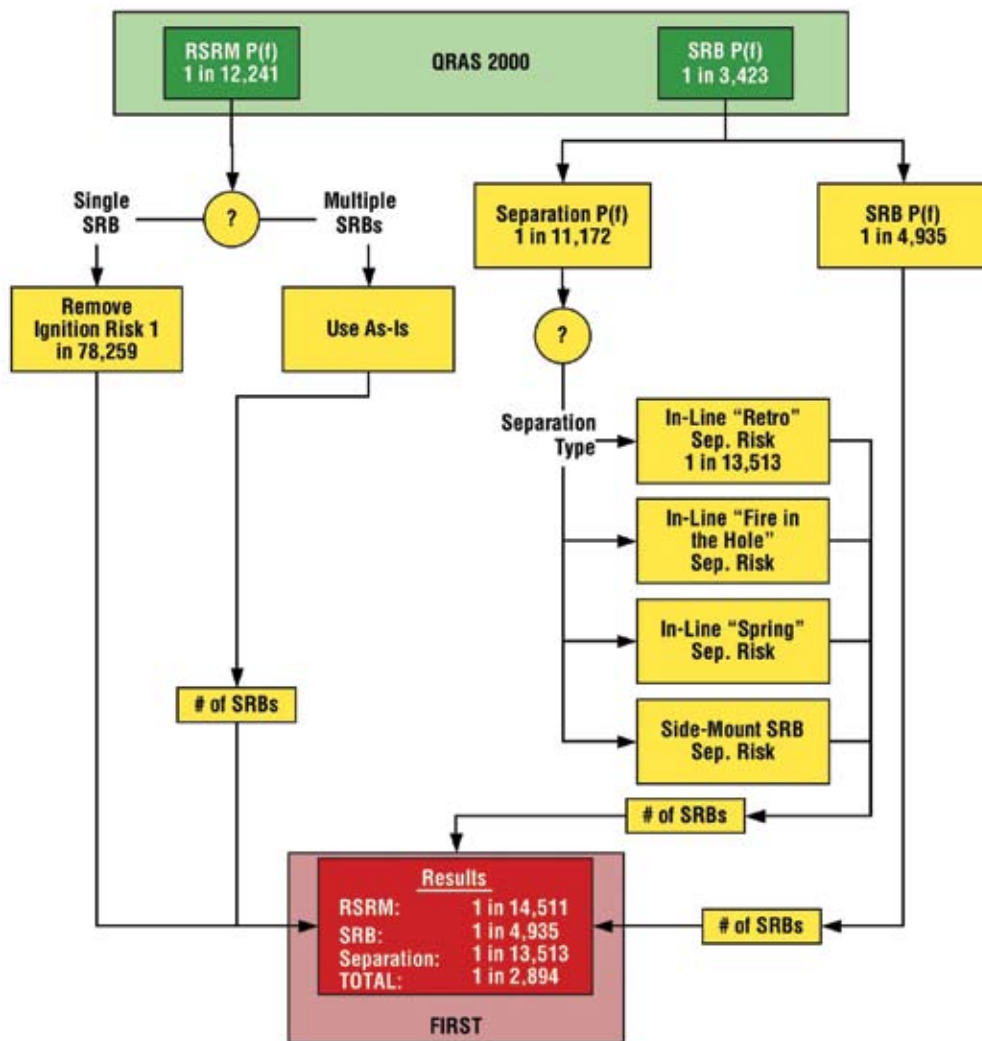 RSRM P(f)
1 in 12,241
QRAS 2000
SRB P(f)
1 in 3,423
Single
SRB
?
Multiple
SRBs
Separation P(f)
1 in 11,172
SRB P(f)
1 in 4,935
Remove
Ignition Risk 1
in 78,259
Use As-Is
?
Separation
Type
In-Line “Retro”
Sep. Risk
1 in 13,513
In-Line “Fire in
the Hole”
Sep. Risk
In-Line “Spring”
Sep. Risk
Side-Mount SRB
Sep. Risk
# of SRBs
# of SRBs
# of SRBs
Results
RSRM: 1 in 14,511
SRB: 1 in 4,935
Separation: 1 in 13,513
TOTAL: 1 in 2,894
FIRST